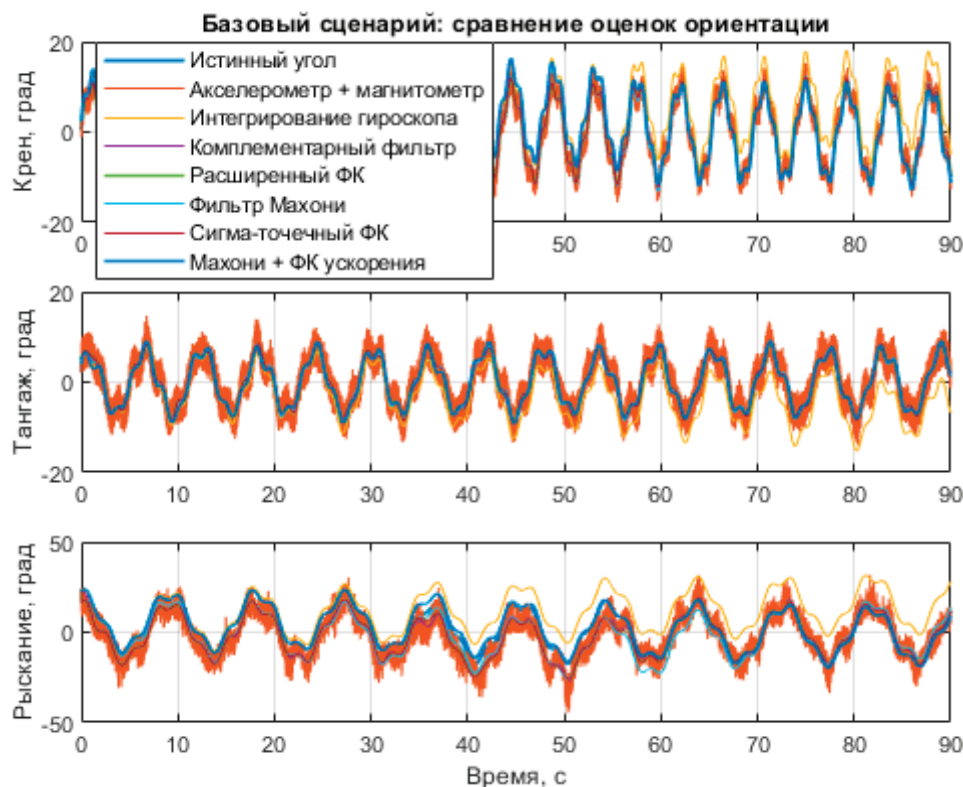 Базовый сценарий: сравнение оценок ориентации
20
0
-20
Крен, град
Истинный угол
Акселерометр + магнитометр
Интегрирование гироскопа
Комплементарный фильтр
Расширенный ФК
Фильтр Махони
Сигма-точечный ФК
Махони + ФК ускорения
0 50 60 70 80 90
20
0
-20
Тангаж, град
0 10 20 30 40 50 60 70 80 90
50
0
-50
Рыскание, град
0 10 20 30 40 50 60 70 80 90
Время, с